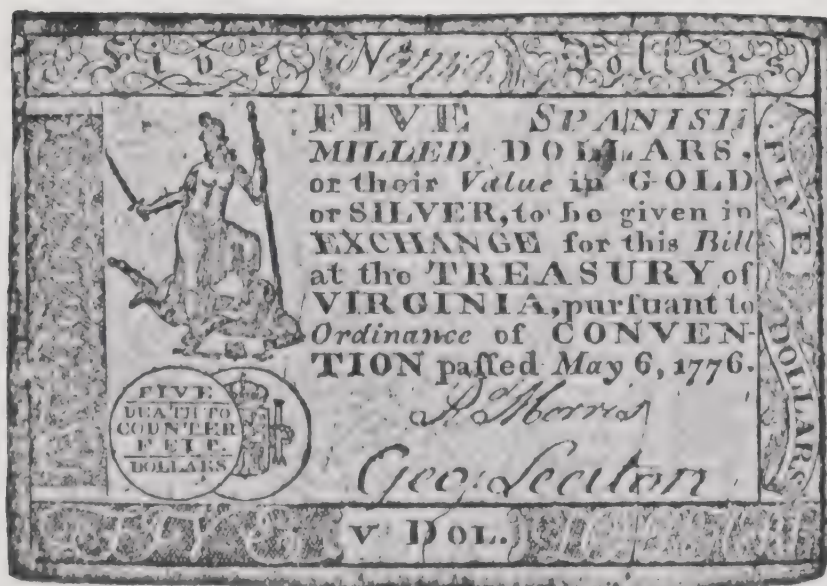 Five Dollars
FIVE SPANISH
MILLED DOLLARS,
or their Value in GOLD
or SILVER, to be given in
EXCHANGE for this Bill
at the TREASURY of
VIRGINIA, purſuant to
Ordinance of CONVEN-
TION paſſed May 6, 1776.
FIVE
DEATH TO
COUNTER
FEIT.
DOLLARS
Geo. Seaton
V DOL.
FIVE DOLLARS